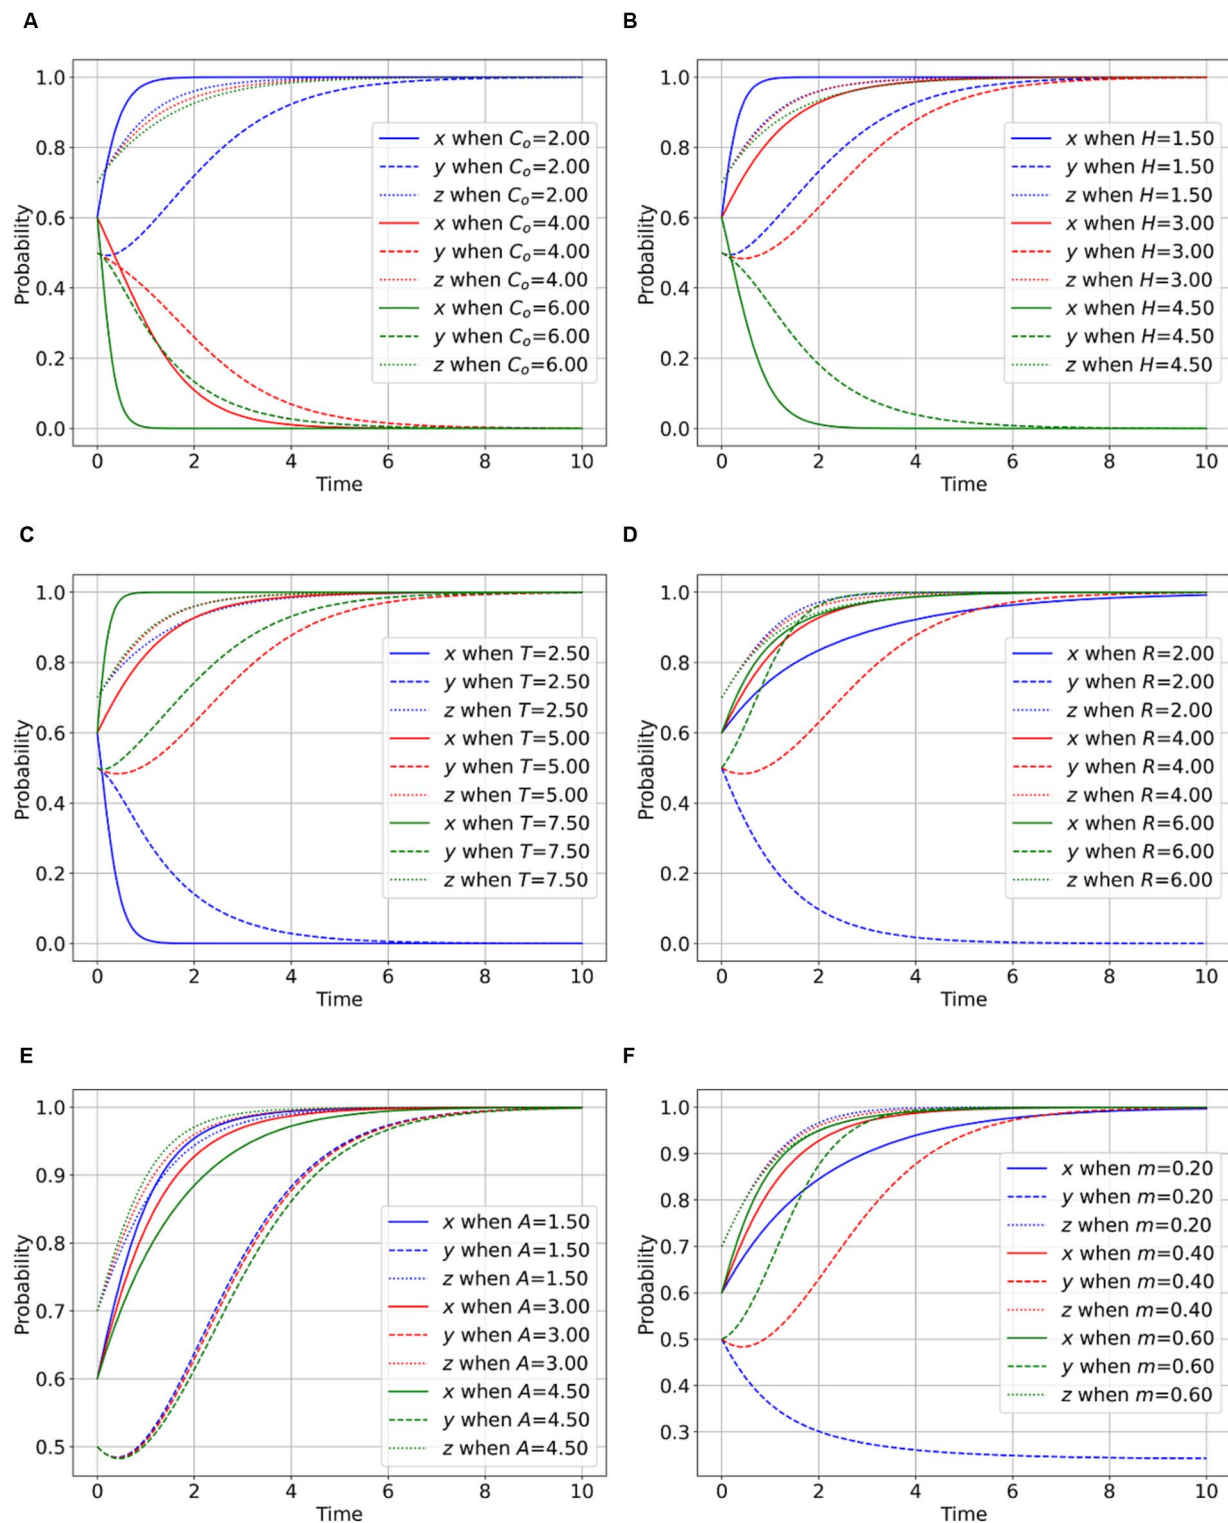 A
B
1.0
0.8
0.6
0.4
0.2
0.0
Probability
0 2 4 6 8 10
Time
x when Co=2.00
y when Co=2.00
z when Co=2.00
x when Co=4.00
y when Co=4.00
z when Co=4.00
x when Co=6.00
y when Co=6.00
z when Co=6.00
1.0
0.8
0.6
0.4
0.2
0.0
Probability
0 2 4 6 8 10
Time
x when H=1.50
y when H=1.50
z when H=1.50
x when H=3.00
y when H=3.00
z when H=3.00
x when H=4.50
y when H=4.50
z when H=4.50
C
D
1.0
0.8
0.6
0.4
0.2
0.0
Probability
0 2 4 6 8 10
Time
x when T=2.50
y when T=2.50
z when T=2.50
x when T=5.00
y when T=5.00
z when T=5.00
x when T=7.50
y when T=7.50
z when T=7.50
1.0
0.8
0.6
0.4
0.2
0.0
Probability
0 2 4 6 8 10
Time
x when R=2.00
y when R=2.00
z when R=2.00
x when R=4.00
y when R=4.00
z when R=4.00
x when R=6.00
y when R=6.00
z when R=6.00
E
F
1.0
0.9
0.8
0.7
0.6
0.5
Probability
0 2 4 6 8 10
Time
x when A=1.50
y when A=1.50
z when A=1.50
x when A=3.00
y when A=3.00
z when A=3.00
x when A=4.50
y when A=4.50
z when A=4.50
1.0
0.9
0.8
0.7
0.6
0.5
0.4
0.3
Probability
0 2 4 6 8 10
Time
x when m=0.20
y when m=0.20
z when m=0.20
x when m=0.40
y when m=0.40
z when m=0.40
x when m=0.60
y when m=0.60
z when m=0.60